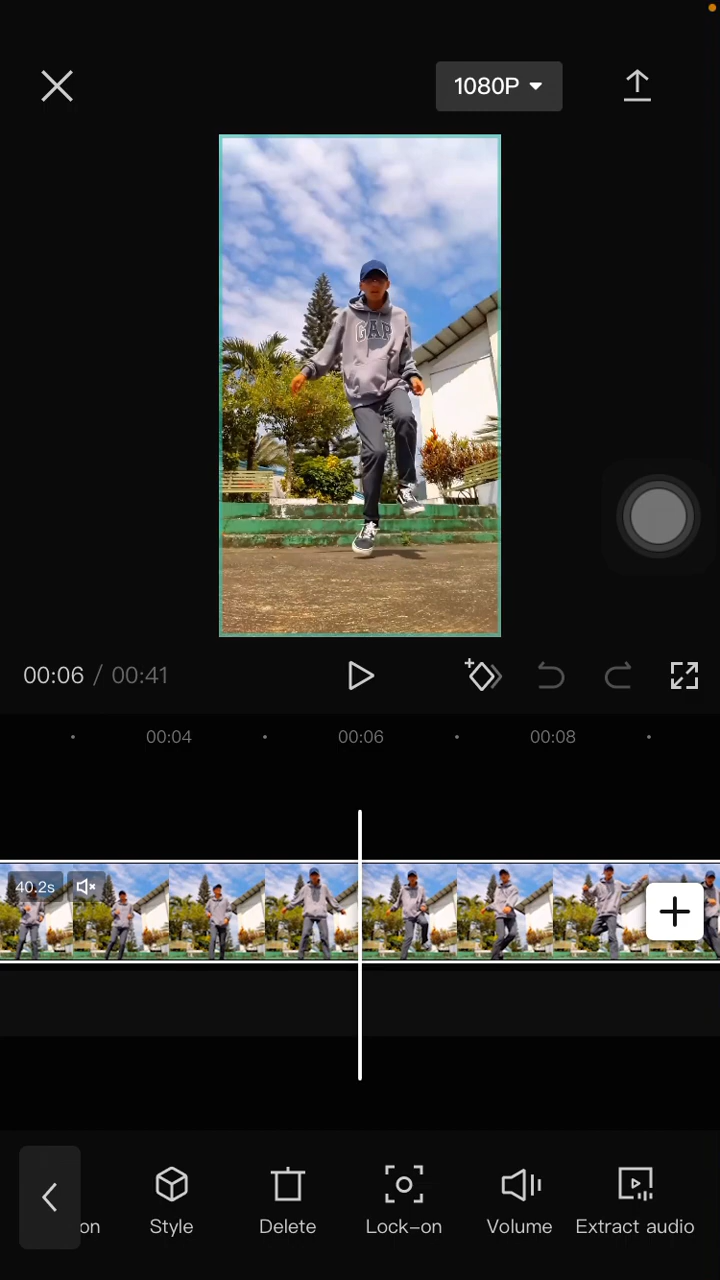 1080P
GAP
00:06 / 00:41
00:04
00:06
00:08
40.2s
on
Style
Delete
Lock-on
Volume
Extract audio